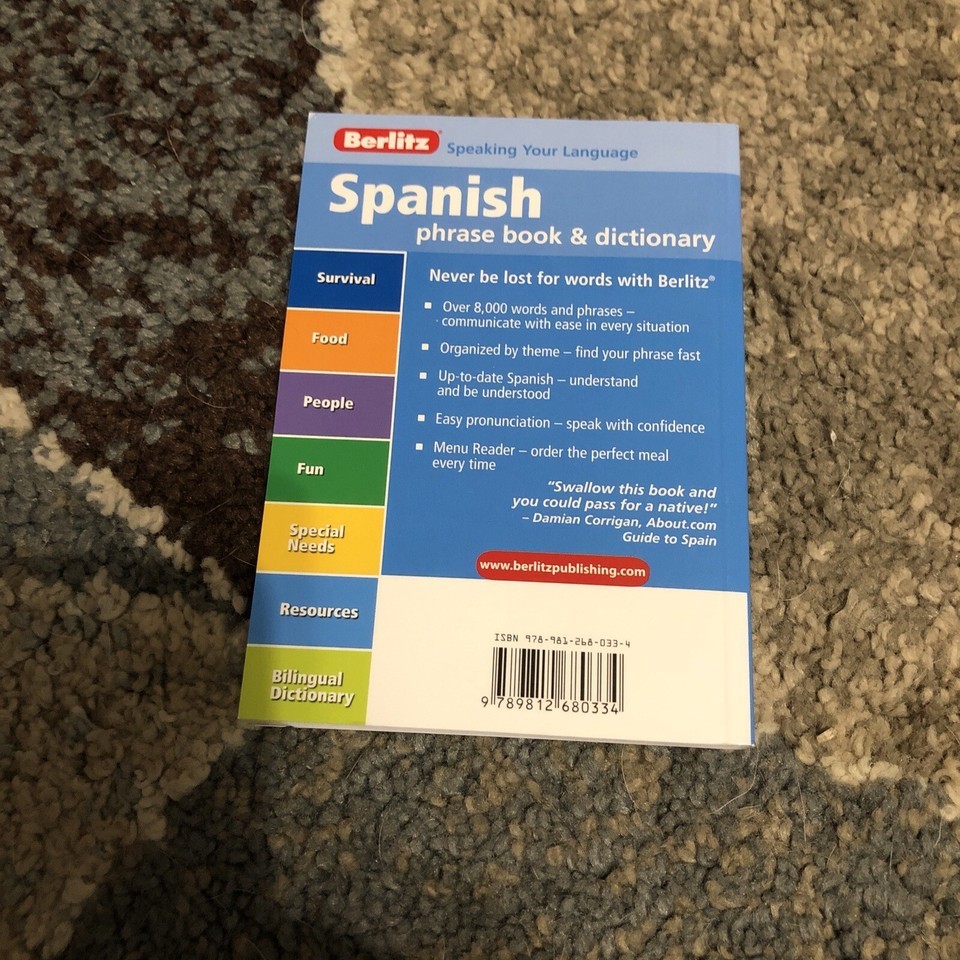 Berlitz® Speaking Your Language
Spanish
phrase book & dictionary
Survival
Food
People
Fun
Special
Needs
Resources
Bilingual
Dictionary
Never be lost for words with Berlitz®
Over 8,000 words and phrases –
communicate with ease in every situation
Organized by theme – find your phrase fast
Up-to-date Spanish – understand
and be understood
Easy pronunciation – speak with confidence
Menu Reader – order the perfect meal
every time
“Swallow this book and
you could pass for a native!”
– Damian Corrigan, About.com
Guide to Spain
www.berlitzpublishing.com
ISBN 978-981-268-033-4
9 789812 680334